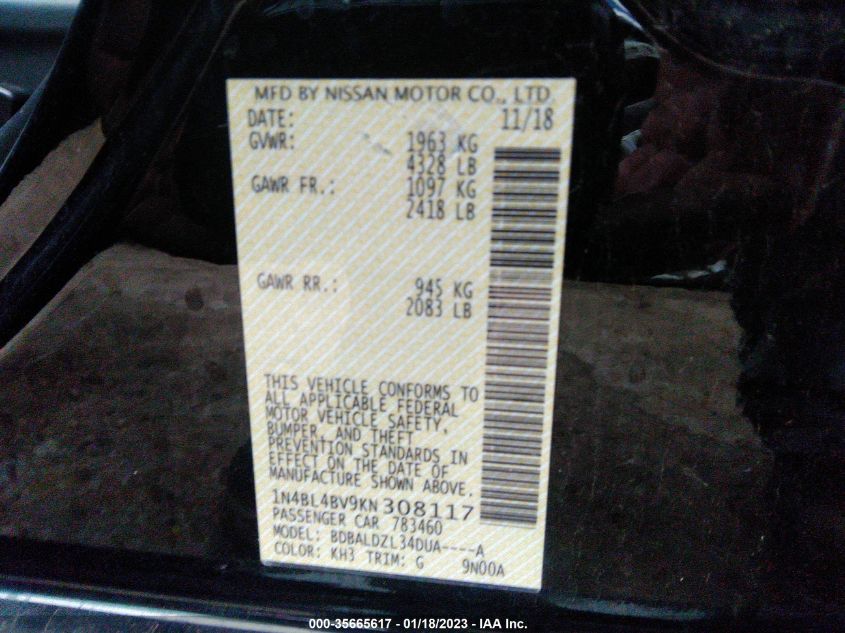 MFD BY NISSAN MOTOR CO., LTD
DATE: 11/18
GVWR: 1963 KG
4328 LB
GAWR FR.: 1097 KG
2418 LB
GAWR RR.: 945 KG
2083 LB
THIS VEHICLE CONFORMS TO
ALL APPLICABLE FEDERAL
MOTOR VEHICLE SAFETY,
BUMPER, AND THEFT
PREVENTION STANDARDS IN
EFFECT ON THE DATE OF
MANUFACTURE SHOWN ABOVE.
1N4BL4BV9KN308117
PASSENGER CAR 783460
MODEL: BDBALDZL34DUA----A
COLOR: KH3 TRIM: G 9N00A
000-35665617 - 01/18/2023 - IAA Inc.